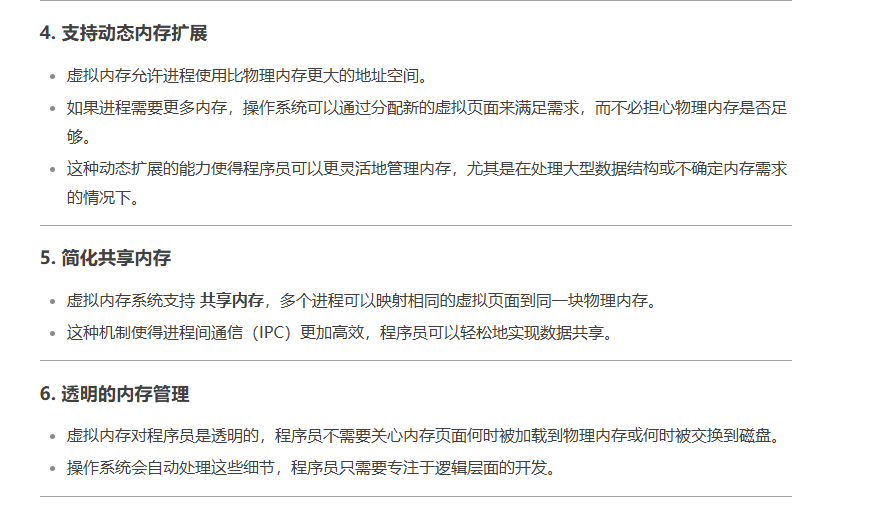 4. 支持动态内存扩展
虚拟内存允许进程使用比物理内存更大的地址空间。
如果进程需要更多内存，操作系统可以通过分配新的虚拟页面来满足需求，而不必担心物理内存是否足
够。
这种动态扩展的能力使得程序员可以更灵活地管理内存，尤其是在处理大型数据结构或不确定内存需求
的情况下。
5. 简化共享内存
虚拟内存系统支持 共享内存，多个进程可以映射相同的虚拟页面到同一块物理内存。
这种机制使得进程间通信（IPC）更加高效，程序员可以轻松地实现数据共享。
6. 透明的内存管理
虚拟内存对程序员是透明的，程序员不需要关心内存页面何时被加载到物理内存或何时被交换到磁盘。
操作系统会自动处理这些细节，程序员只需要专注于逻辑层面的开发。